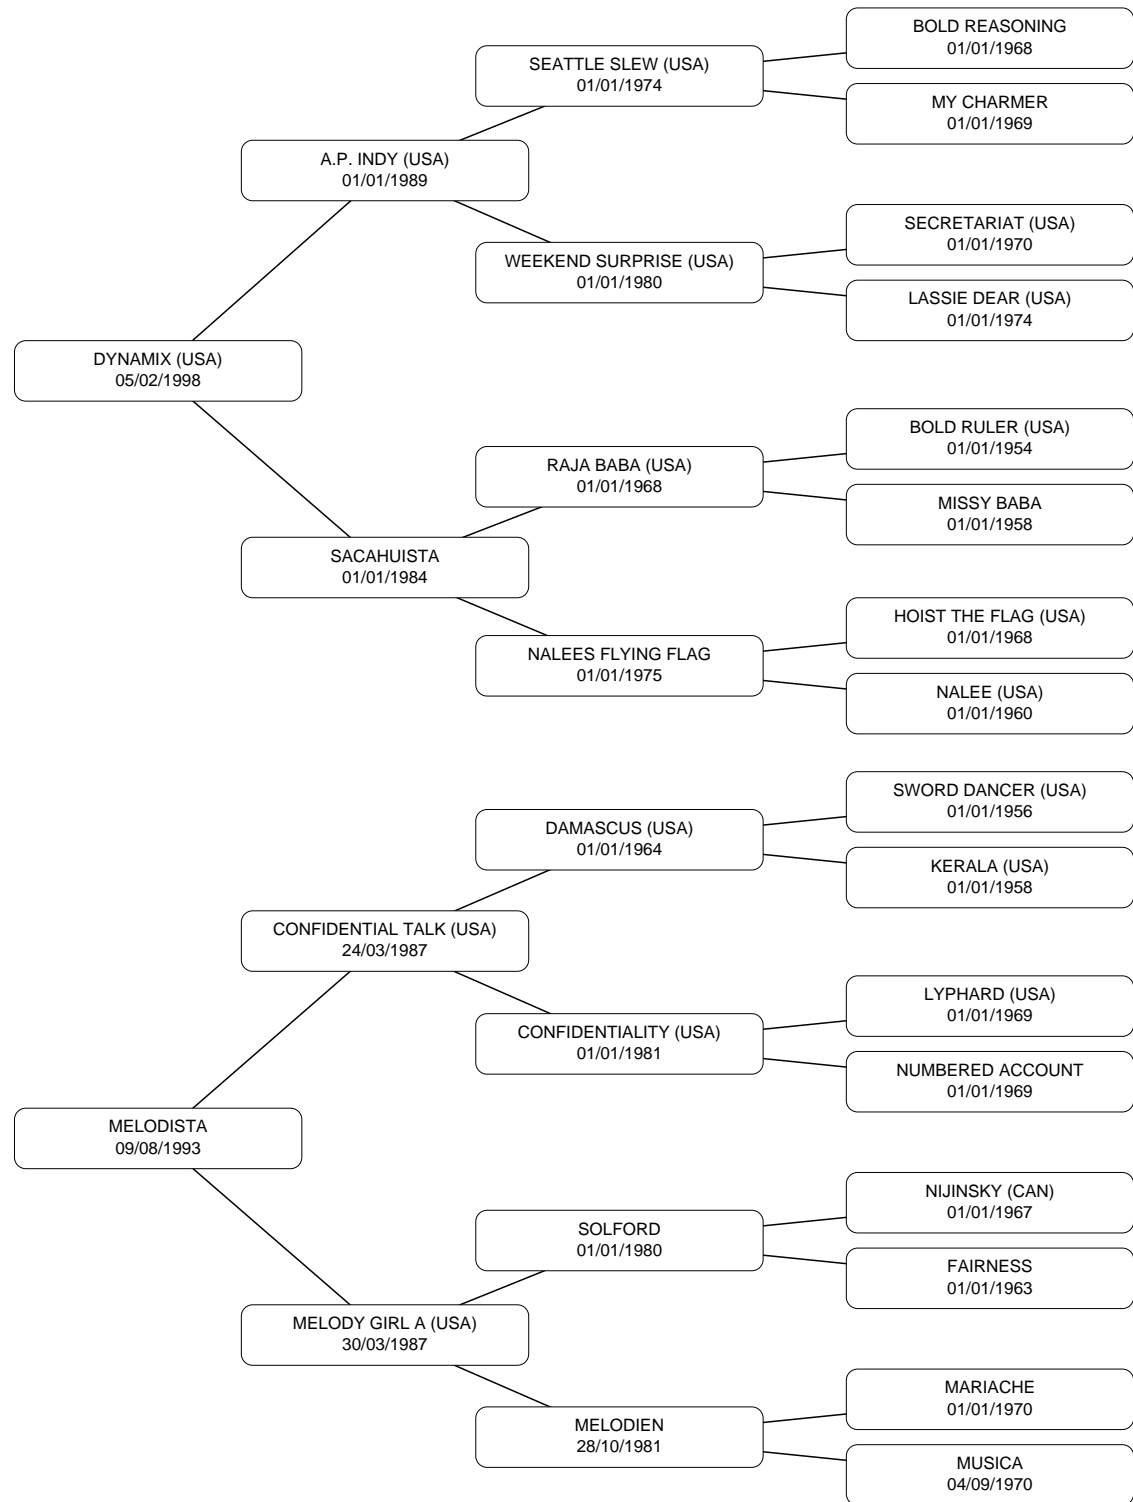 BOLD REASONING
01/01/1968
SEATTLE SLEW (USA)
01/01/1974
MY CHARMER
01/01/1969
A.P. INDY (USA)
01/01/1989
SECRETARIAT (USA)
01/01/1970
WEEKEND SURPRISE (USA)
01/01/1980
LASSIE DEAR (USA)
01/01/1974
DYNAMIX (USA)
05/02/1998
BOLD RULER (USA)
01/01/1954
RAJA BABA (USA)
01/01/1968
MISSY BABA
01/01/1958
SACAHUISTA
01/01/1984
HOIST THE FLAG (USA)
01/01/1968
NALEES FLYING FLAG
01/01/1975
NALEE (USA)
01/01/1960
SWORD DANCER (USA)
01/01/1956
DAMASCUS (USA)
01/01/1964
KERALA (USA)
01/01/1958
CONFIDENTIAL TALK (USA)
24/03/1987
LYPHARD (USA)
01/01/1969
CONFIDENTIALITY (USA)
01/01/1981
NUMBERED ACCOUNT
01/01/1969
MELODISTA
09/08/1993
NIJINSKY (CAN)
01/01/1967
SOLFORD
01/01/1980
FAIRNESS
01/01/1963
MELODY GIRL A (USA)
30/03/1987
MARIACHE
01/01/1970
MELODIEN
28/10/1981
MUSICA
04/09/1970